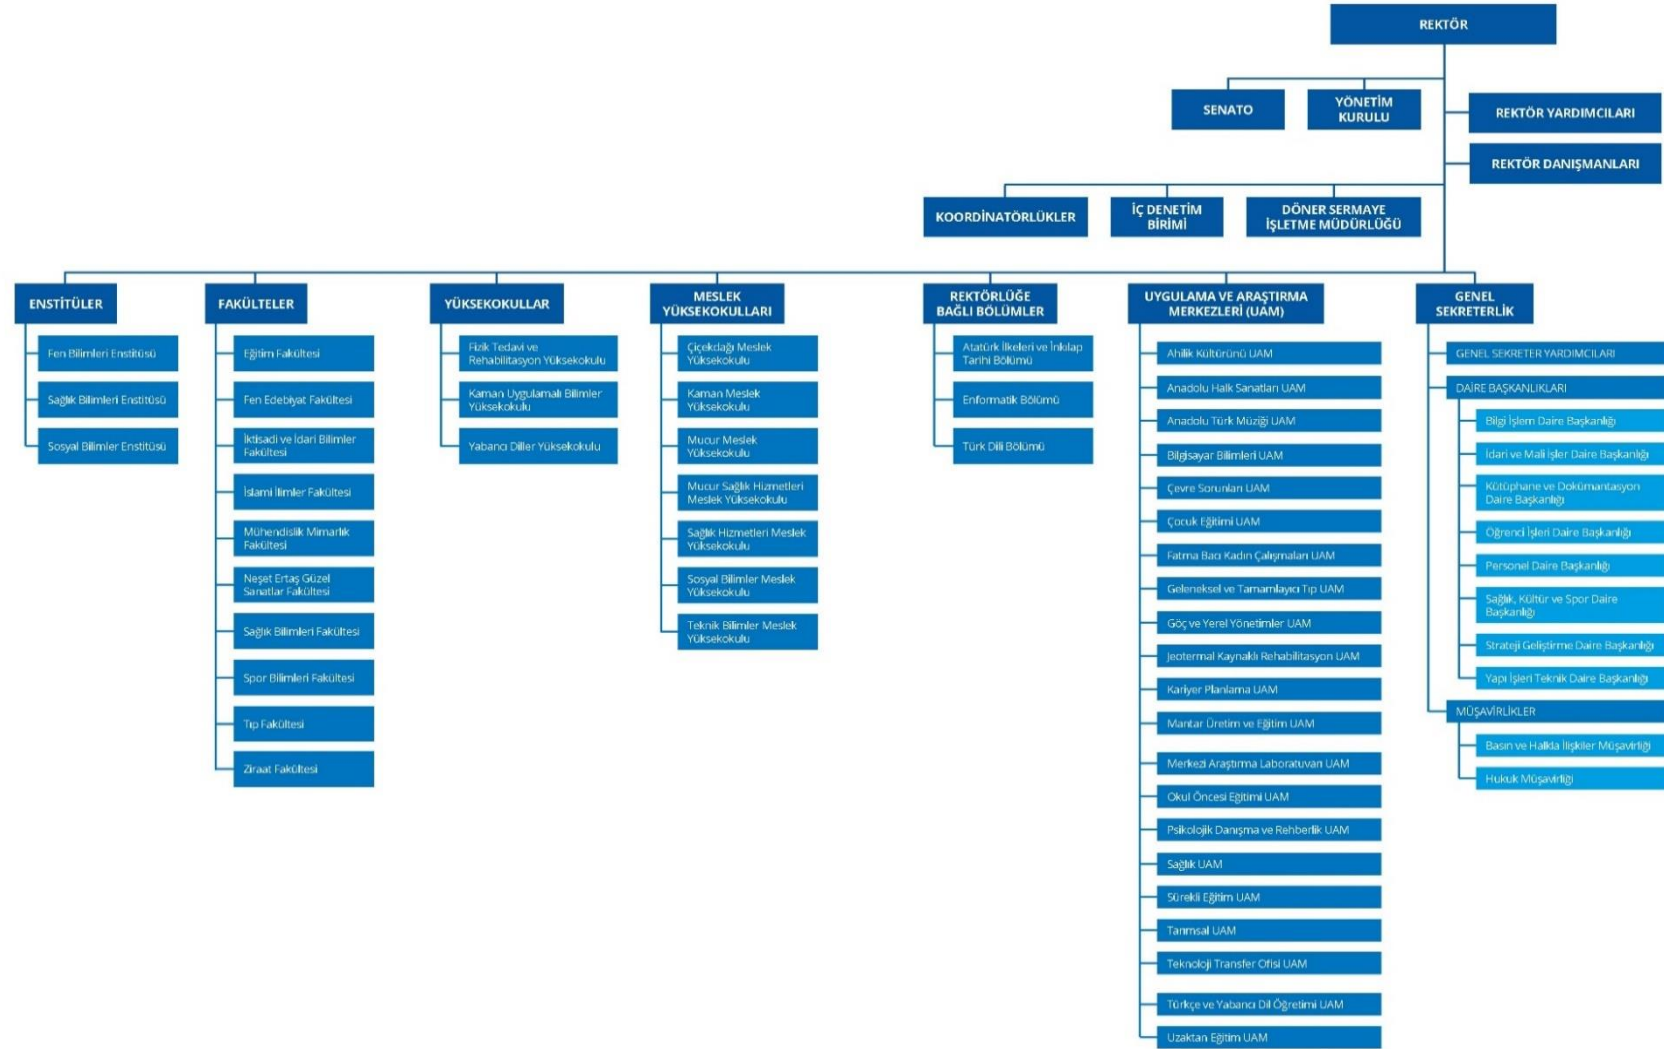 REKTÖR
SENATO
YÖNETİM
KURULU
REKTÖR YARDIMCILARI
REKTÖR DANIŞMANLARI
KOORDİNATÖRLÜKLER
İÇ DENETİM
BİRİMİ
DÖNER SERMAYE
İŞLETME MÜDÜRLÜĞÜ
ENSTİTÜLER
Fen Bilimleri Enstitüsü
Sağlık Bilimleri Enstitüsü
Sosyal Bilimler Enstitüsü
FAKÜLTELER
Eğitim Fakültesi
Fen Edebiyat Fakültesi
İktisadi ve İdari Bilimler
Fakültesi
İslami İlimler Fakültesi
Mühendislik Mimarlık
Fakültesi
Neşet Ertaş Güzel
Sanatlar Fakültesi
Sağlık Bilimleri Fakültesi
Spor Bilimleri Fakültesi
Tıp Fakültesi
Ziraat Fakültesi
YÜKSEKOKULLAR
Fizik Tedavi ve
Rehabilitasyon Yüksekokulu
Kaman Uygulamalı Bilimler
Yüksekokulu
Yabancı Diller Yüksekokulu
MESLEK
YÜKSEKOKULLARI
Çiçekdağı Meslek
Yüksekokulu
Kaman Meslek
Yüksekokulu
Mucur Meslek
Yüksekokulu
Mucur Sağlık Hizmetleri
Meslek Yüksekokulu
Sağlık Hizmetleri Meslek
Yüksekokulu
Sosyal Bilimler Meslek
Yüksekokulu
Teknik Bilimler Meslek
Yüksekokulu
REKTÖRLÜĞE
BAĞLI BÖLÜMLER
Atatürk İlkeleri ve İnkılap
Tarihi Bölümü
Enformatik Bölümü
Türk Dili Bölümü
UYGULAMA VE ARAŞTIRMA
MERKEZLERİ (UAM)
Ahilik Kültürünü UAM
Anadolu Halk Sanatları UAM
Anadolu Türk Müziği UAM
Bilgisayar Bilimleri UAM
Çevre Sorunları UAM
Çocuk Eğitimi UAM
Fatma Bacı Kadın Çalışmaları UAM
Geleneksel ve Tamamlayıcı Tıp UAM
Göç ve Yerel Yönetimler UAM
Jeotermal Kaynaklı Rehabilitasyon UAM
Kariyer Planlama UAM
Mantar Üretim ve Eğitim UAM
Merkezi Araştırma Laboratuvarı UAM
Okul Öncesi Eğitimi UAM
Psikolojik Danışma ve Rehberlik UAM
Sağlık UAM
Sürekli Eğitim UAM
Tarımsal UAM
Teknoloji Transfer Ofisi UAM
Türkçe ve Yabancı Dil Öğretimi UAM
Uzaktan Eğitim UAM
GENEL
SEKRETERLİK
GENEL SEKRETER YARDIMCILARI
DAİRE BAŞKANLIKLARI
Bilgi İşlem Daire Başkanlığı
İdari ve Mali İşler Daire Başkanlığı
Kütüphane ve Dokümantasyon
Daire Başkanlığı
Öğrenci İşleri Daire Başkanlığı
Personel Daire Başkanlığı
Sağlık, Kültür ve Spor Daire
Başkanlığı
Strateji Geliştirme Daire Başkanlığı
Yapı İşleri Teknik Daire Başkanlığı
MÜŞAVİRLİKLER
Basın ve Halkla İlişkiler Müşavirliği
Hukuk Müşavirliği